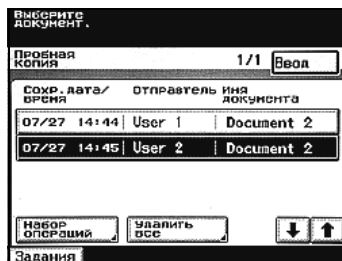 Выберите
документ.
Пробная
копия
1/1 Ввод
Сохр.дата/
время
Отправтель
Имя
документа
07/27 14:44 User 1 Document 2
07/27 14:45 User 2 Document 2
Набор
операций
Удалить
все
Задания